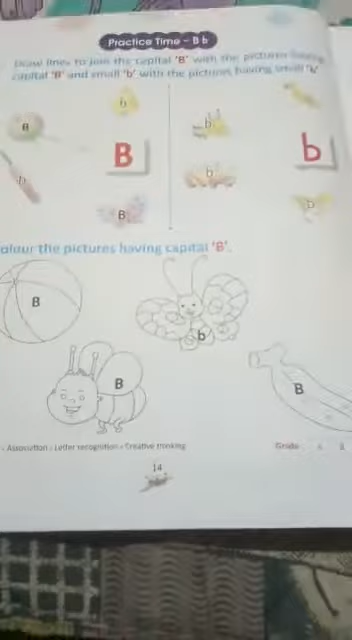 Practice Time - B b
Draw lines to join the capital 'B' with the pictures having
capital 'B' and small 'b' with the pictures having small 'b'
b
B
b
B
b
b
b
B
b
b
olour the pictures having capital 'B'.
B
b
B
B
Association • Letter recognition • Creative thinking
Grade
14